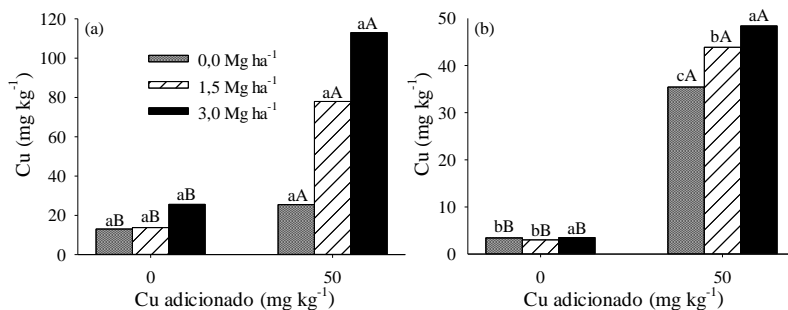 (a)
0,0 Mg ha⁻¹
1,5 Mg ha⁻¹
3,0 Mg ha⁻¹
Cu (mg kg⁻¹)
120
100
80
60
40
20
0
aB aB aB
aA aA aA
0 50
Cu adicionado (mg kg⁻¹)
(b)
Cu (mg kg⁻¹)
50
40
30
20
10
0
bB bB aB
cA bA aA
0 50
Cu adicionado (mg kg⁻¹)